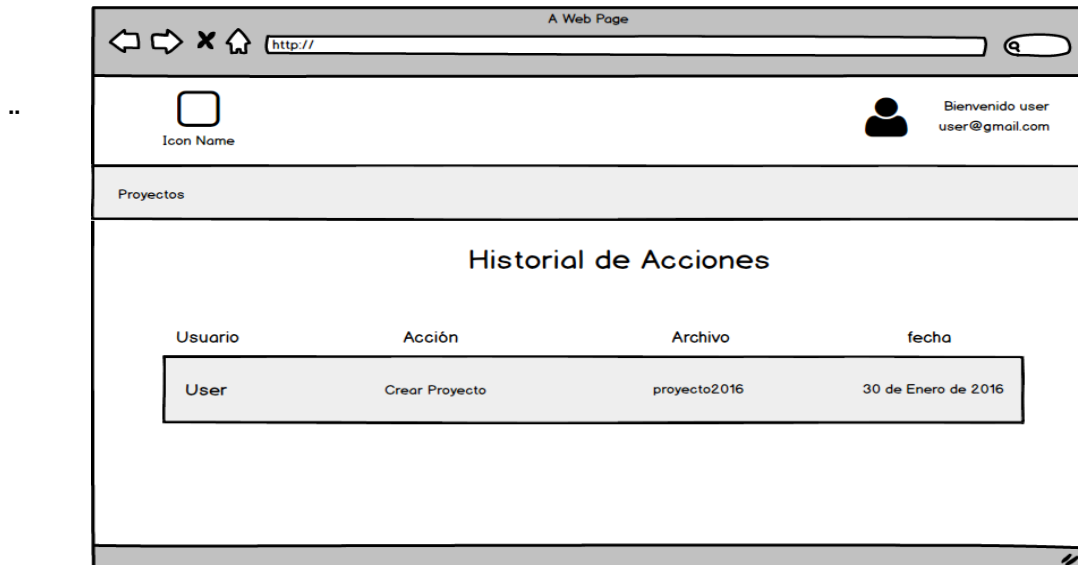 A Web Page
http://
..
Icon Name
Bienvenido user
user@gmail.com
Proyectos
Historial de Acciones
Usuario Acción Archivo fecha
User Crear Proyecto proyecto2016 30 de Enero de 2016